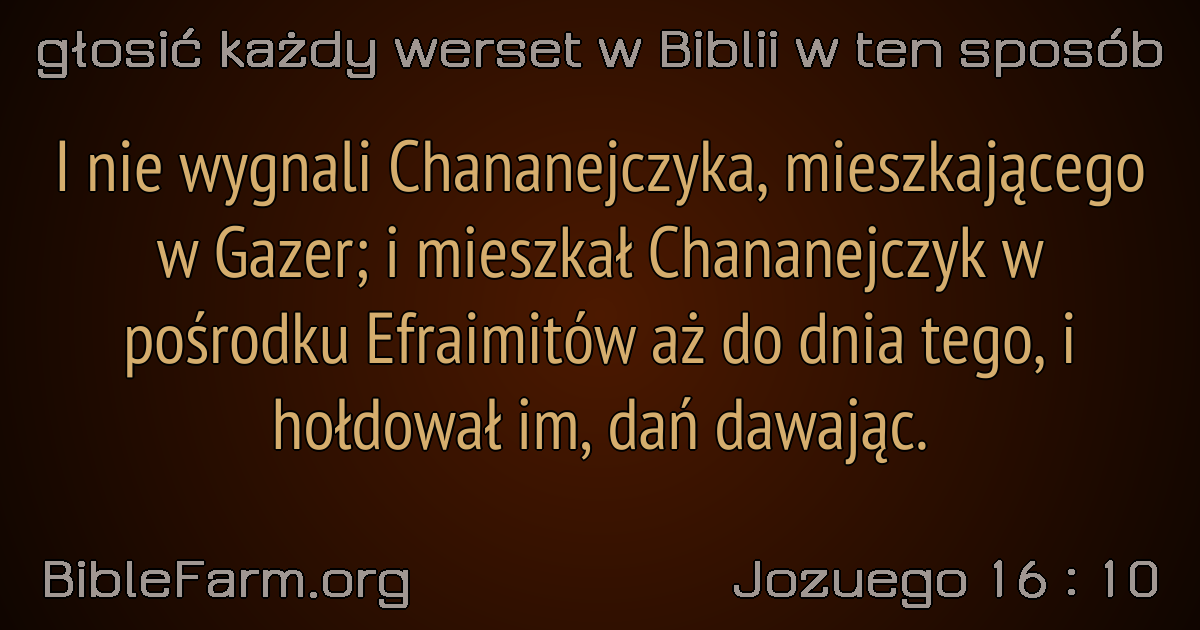 głosić każdy werset w Biblii w ten sposób
I nie wygnali Chananejczyka, mieszkającego
w Gazer; i mieszkał Chananejczyk w
pośrodku Efraimitów aż do dnia tego, i
hołdował im, dań dawając.
BibleFarm.org
Jozuego 16 : 10